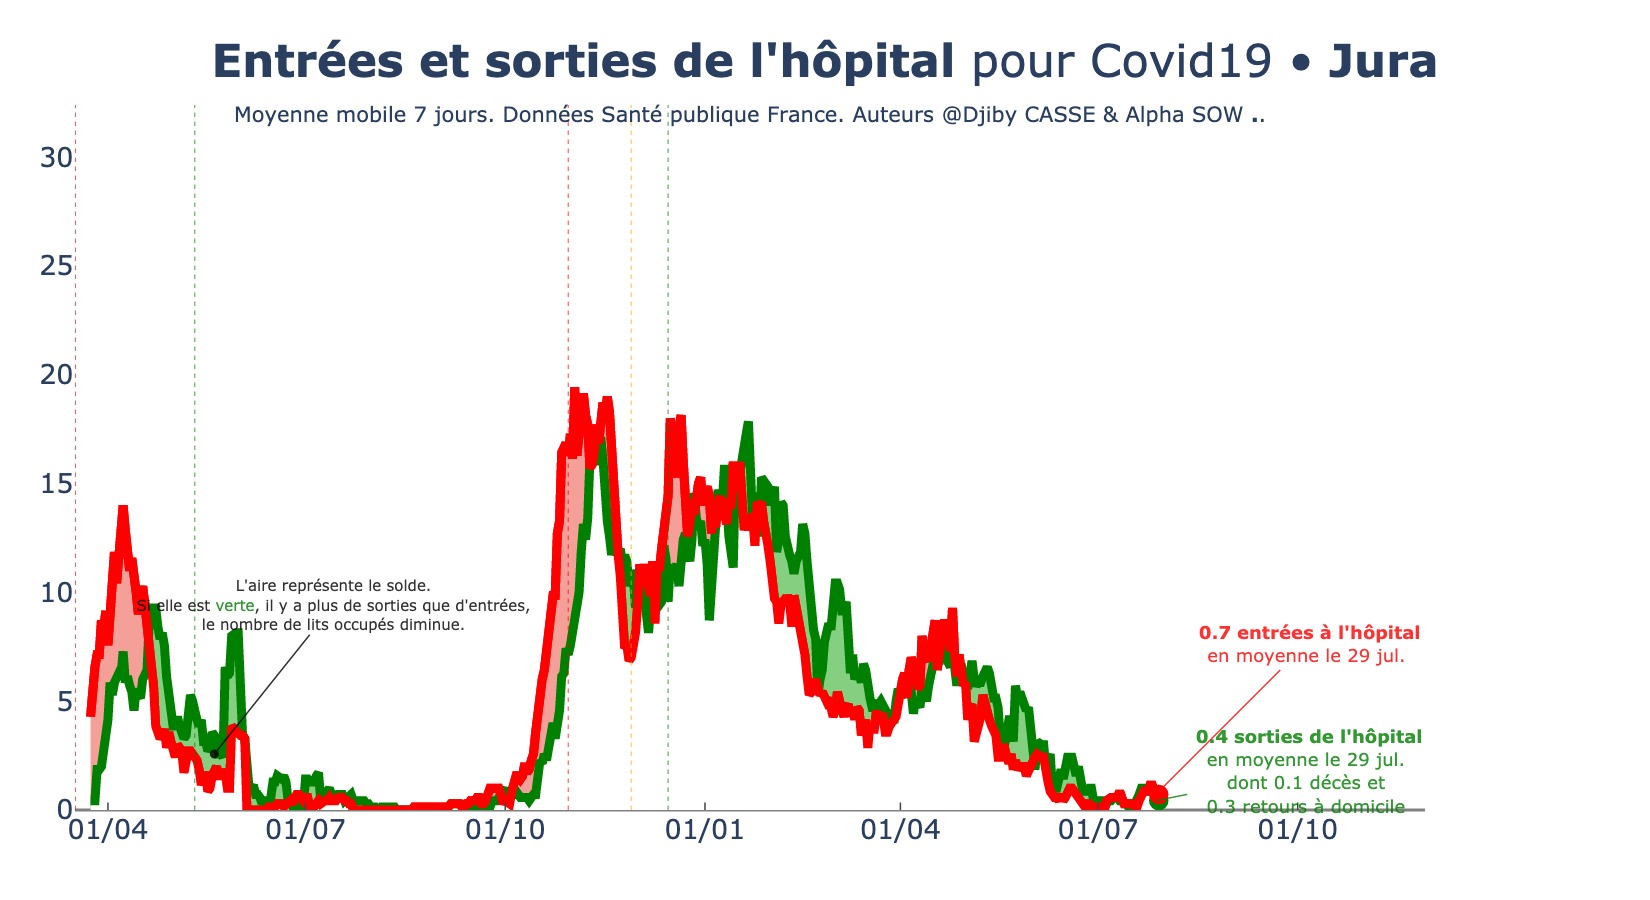 Entrées et sorties de l'hôpital pour Covid19 • Jura
Moyenne mobile 7 jours. Données Santé publique France. Auteurs @Djiby CASSE & Alpha SOW ..
30
25
20
15
10
5
0
L'aire représente le solde.
Si elle est verte, il y a plus de sorties que d'entrées,
le nombre de lits occupés diminue.
0.7 entrées à l'hôpital
en moyenne le 29 jul.
0.4 sorties de l'hôpital
en moyenne le 29 jul.
dont 0.1 décès et
0.3 retours à domicile
01/04 01/07 01/10 01/01 01/04 01/07 01/10